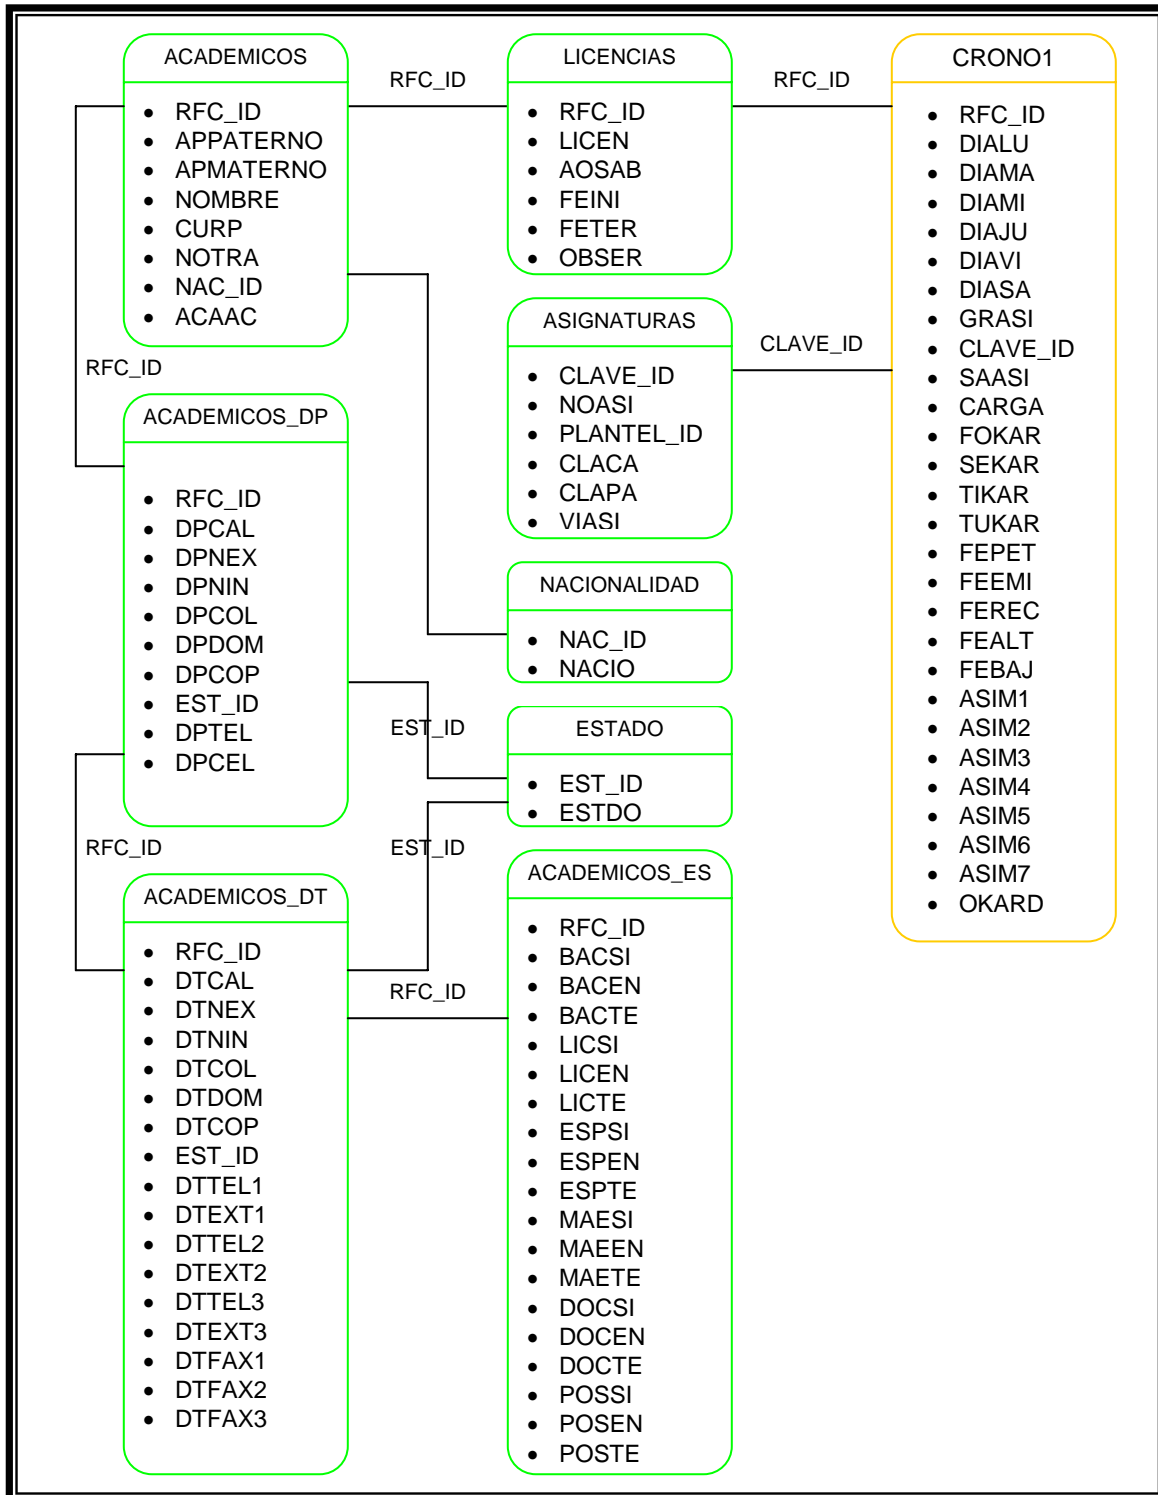 ACADEMICOS
• RFC_ID
• APPATERNO
• APMATERNO
• NOMBRE
• CURP
• NOTRA
• NAC_ID
• ACAAC
RFC_ID
LICENCIAS
• RFC_ID
• LICEN
• AOSAB
• FEINI
• FETER
• OBSER
RFC_ID
CRONO1
• RFC_ID
• DIALU
• DIAMA
• DIAMI
• DIAJU
• DIAVI
• DIASA
• GRASI
• CLAVE_ID
• SAASI
• CARGA
• FOKAR
• SEKAR
• TIKAR
• TUKAR
• FEPET
• FEEMI
• FEREC
• FEALT
• FEBAJ
• ASIM1
• ASIM2
• ASIM3
• ASIM4
• ASIM5
• ASIM6
• ASIM7
• OKARD
ASIGNATURAS
• CLAVE_ID
• NOASI
• PLANTEL_ID
• CLACA
• CLAPA
• VIASI
CLAVE_ID
RFC_ID
ACADEMICOS_DP
• RFC_ID
• DPCAL
• DPNEX
• DPNIN
• DPCOL
• DPDOM
• DPCOP
• EST_ID
• DPTEL
• DPCEL
NACIONALIDAD
• NAC_ID
• NACIO
EST_ID
ESTADO
• EST_ID
• ESTDO
RFC_ID
EST_ID
ACADEMICOS_DT
• RFC_ID
• DTCAL
• DTNEX
• DTNIN
• DTCOL
• DTDOM
• DTCOP
• EST_ID
• DTTEL1
• DTEXT1
• DTTEL2
• DTEXT2
• DTTEL3
• DTEXT3
• DTFAX1
• DTFAX2
• DTFAX3
RFC_ID
ACADEMICOS_ES
• RFC_ID
• BACSI
• BACEN
• BACTE
• LICSI
• LICEN
• LICTE
• ESPSI
• ESPEN
• ESPTE
• MAESI
• MAEEN
• MAETE
• DOCSI
• DOCEN
• DOCTE
• POSSI
• POSEN
• POSTE